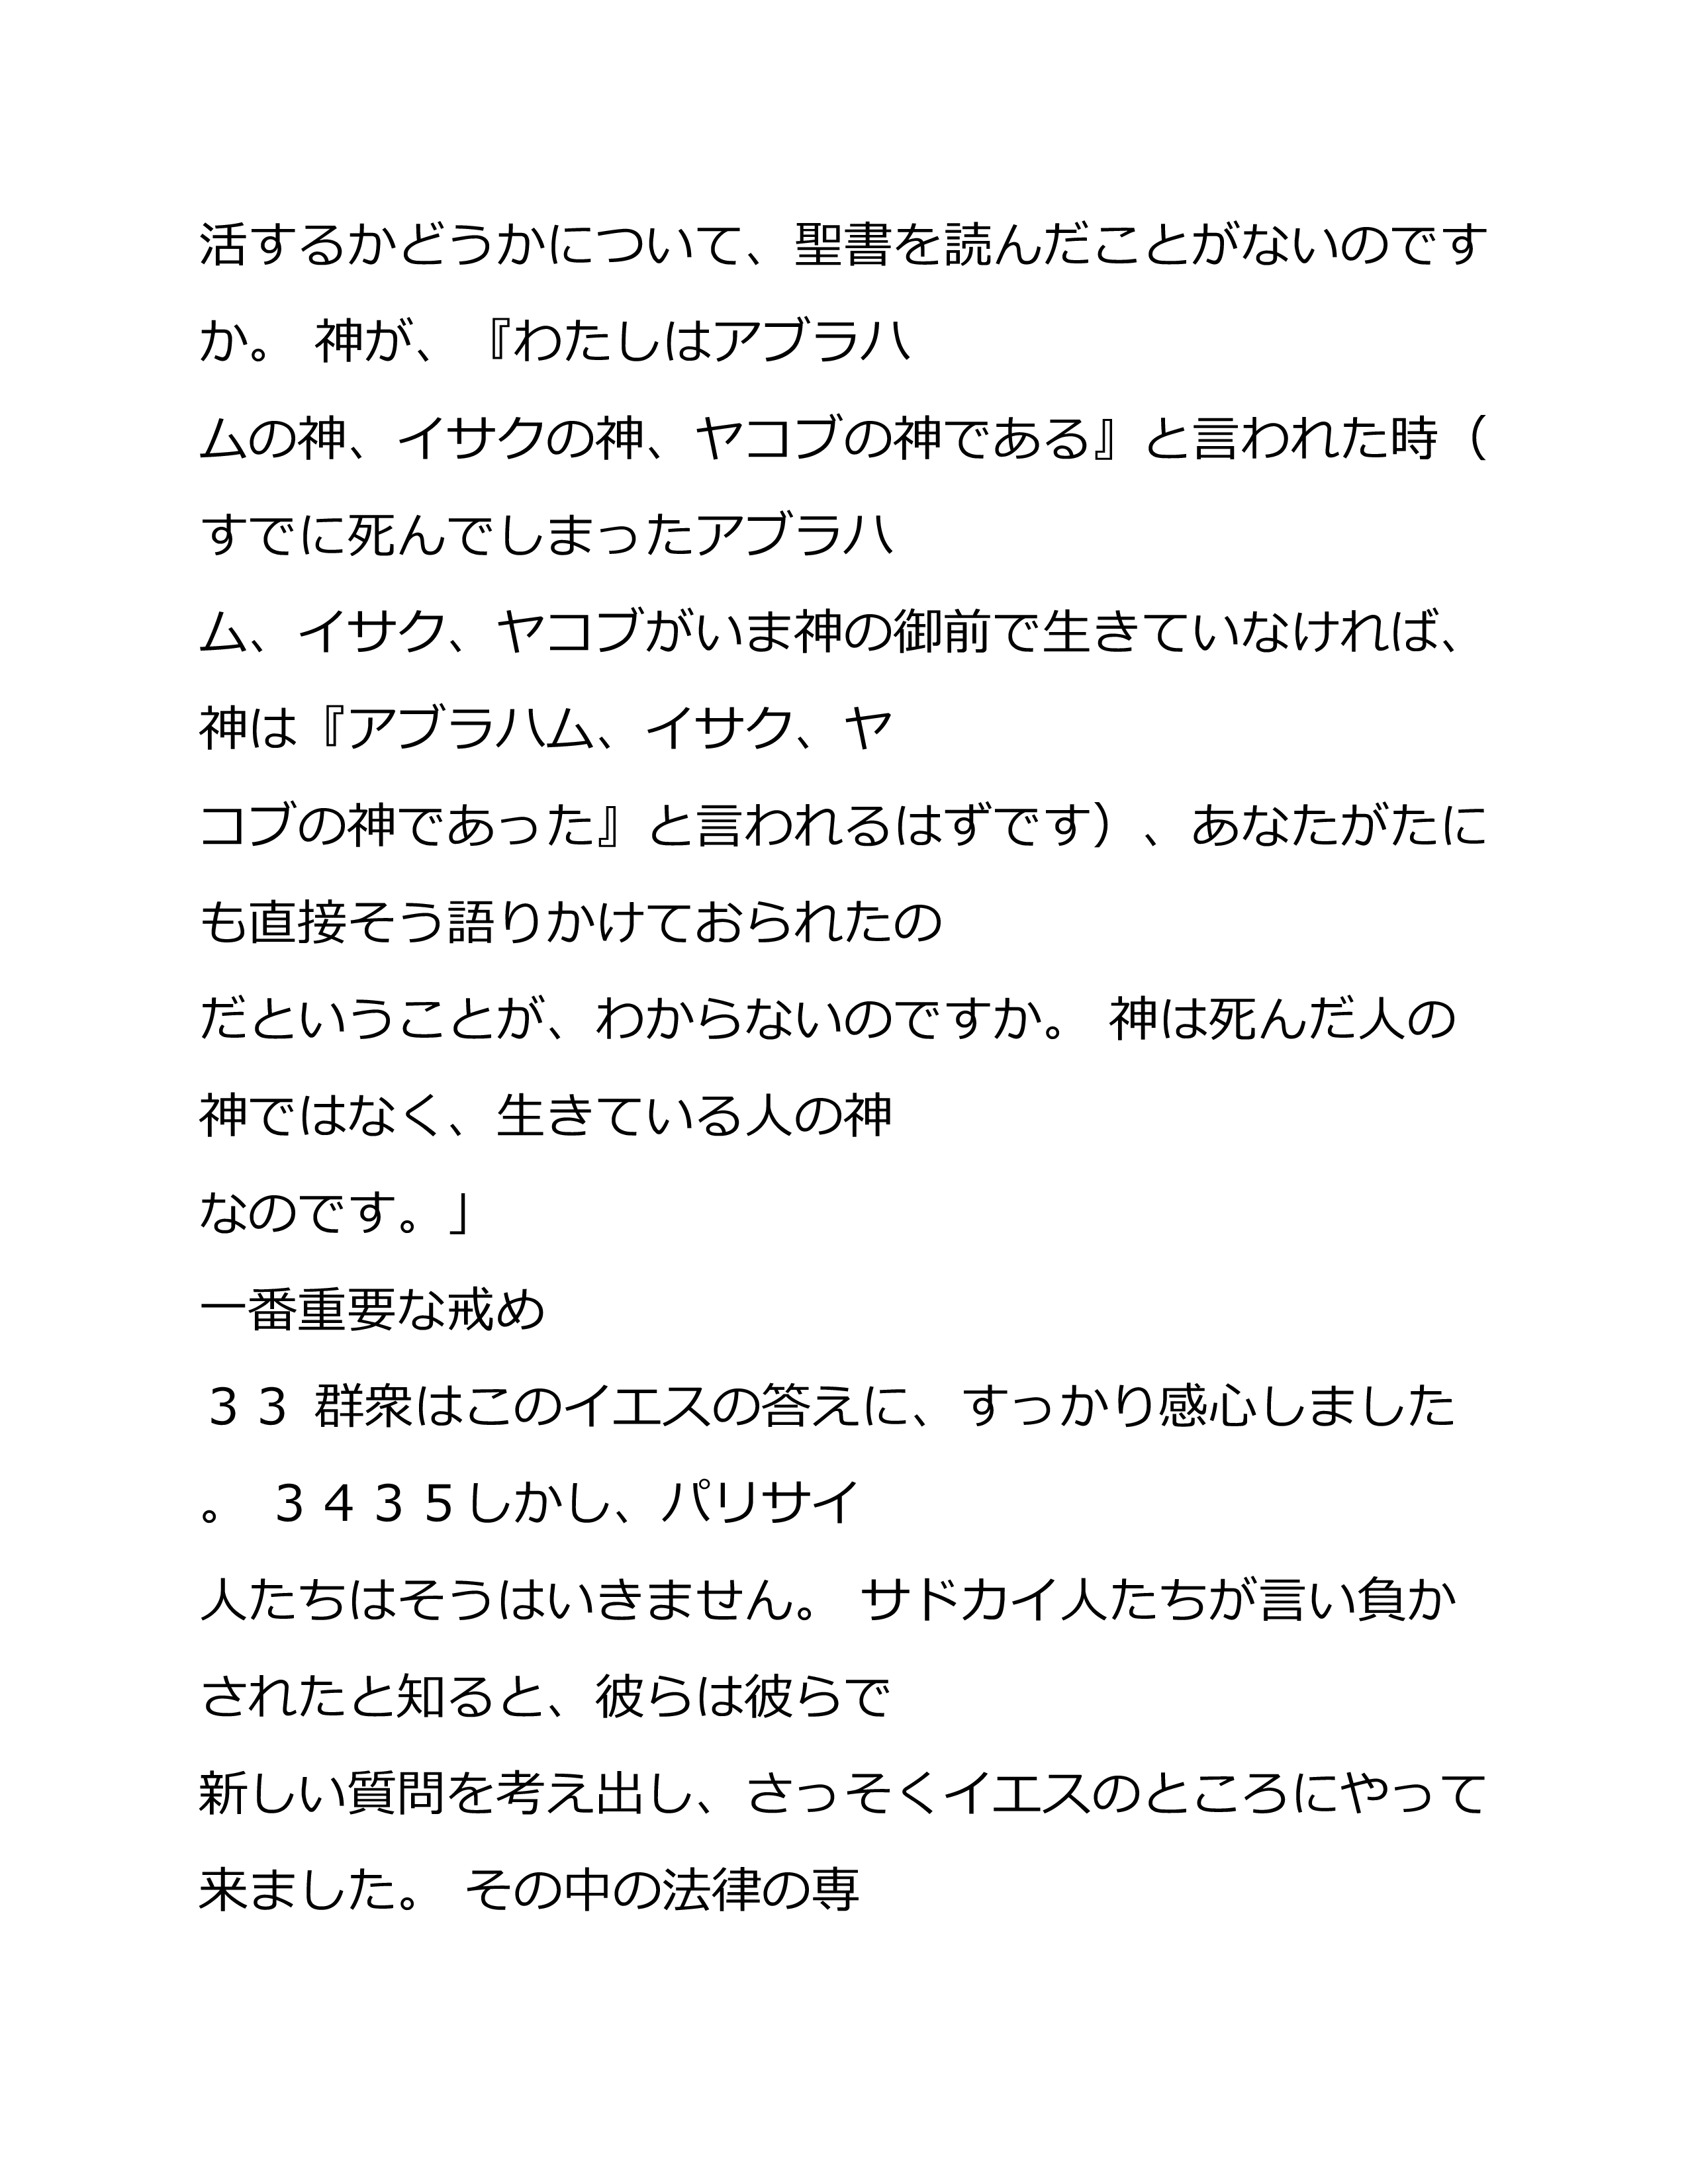 活するかどうかについて、聖書を読んだことがないのです
か。 神が、『わたしはアブラハ
ムの神、イサクの神、ヤコブの神である』と言われた時（
すでに死んでしまったアブラハ
ム、イサク、ヤコブがいま神の御前で生きていなければ、
神は『アブラハム、イサク、ヤ
コブの神であった』と言われるはずです）、あなたがたに
も直接そう語りかけておられたの
だということが、わからないのですか。 神は死んだ人の
神ではなく、生きている人の神
なのです。」
一番重要な戒め
３３ 群衆はこのイエスの答えに、すっかり感心しました
。 ３４３５しかし、パリサイ
人たちはそうはいきません。 サドカイ人たちが言い負か
されたと知ると、彼らは彼らで
新しい質問を考え出し、さっそくイエスのところにやって
来ました。 その中の法律の専